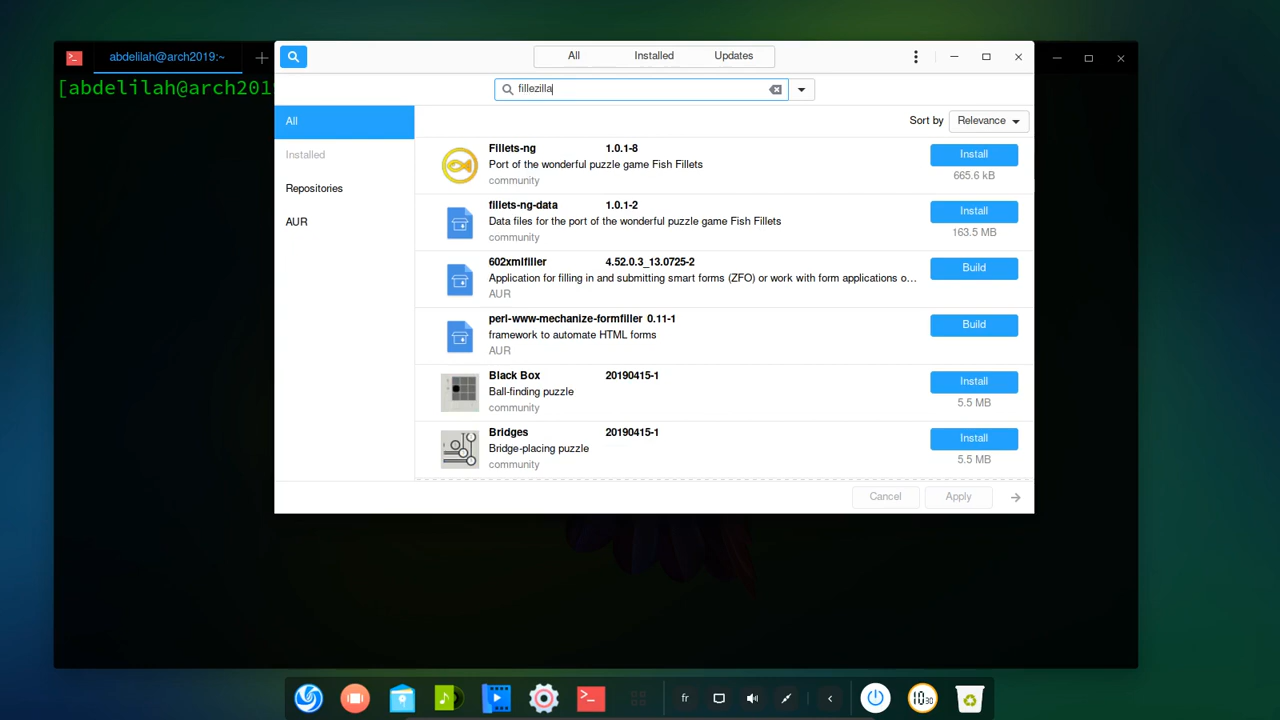 abdelilah@arch2019:~
[abdelilah@arch201
All Installed Updates
fillezilla
All
Installed
Repositories
AUR
Sort by Relevance
Fillets-ng 1.0.1-8
Port of the wonderful puzzle game Fish Fillets
community
Install
665.6 kB
fillets-ng-data 1.0.1-2
Data files for the port of the wonderful puzzle game Fish Fillets
community
Install
163.5 MB
602xmlfiller 4.52.0.3_13.0725-2
Application for filling in and submitting smart forms (ZFO) or work with form applications o…
AUR
Build
perl-www-mechanize-formfiller 0.11-1
framework to automate HTML forms
AUR
Build
Black Box 20190415-1
Ball-finding puzzle
community
Install
5.5 MB
Bridges 20190415-1
Bridge-placing puzzle
community
Install
5.5 MB
Cancel Apply
fr
10 30